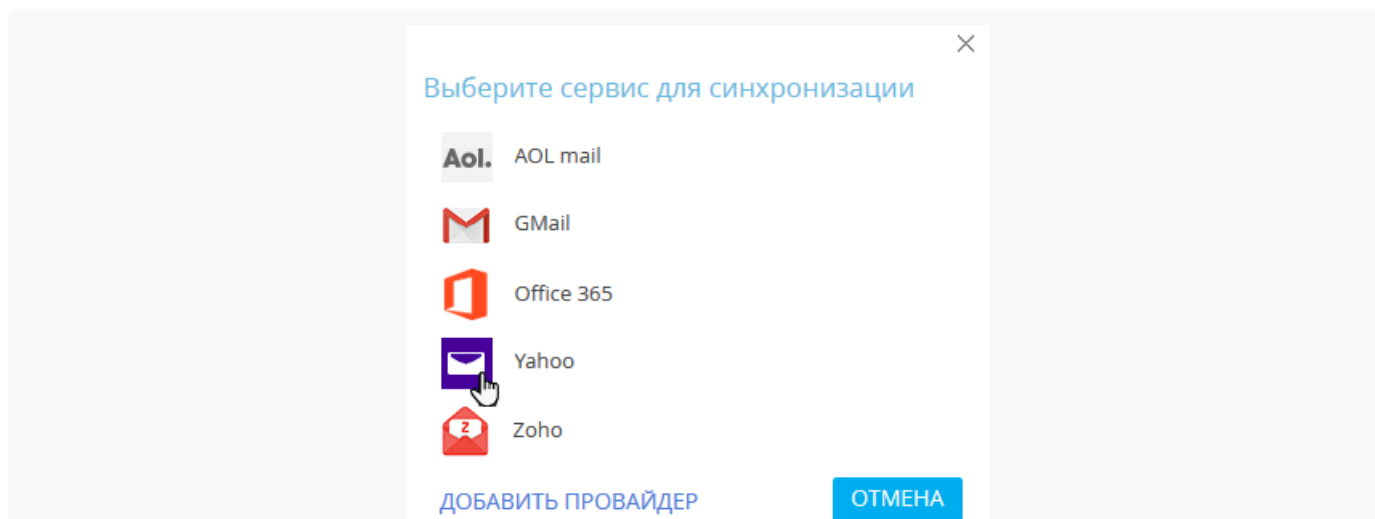 Выберите сервис для синхронизации
Aol. AOL mail
GMail
Office 365
Yahoo
Z Zoho
ДОБАВИТЬ ПРОВАЙДЕР ОТМЕНА